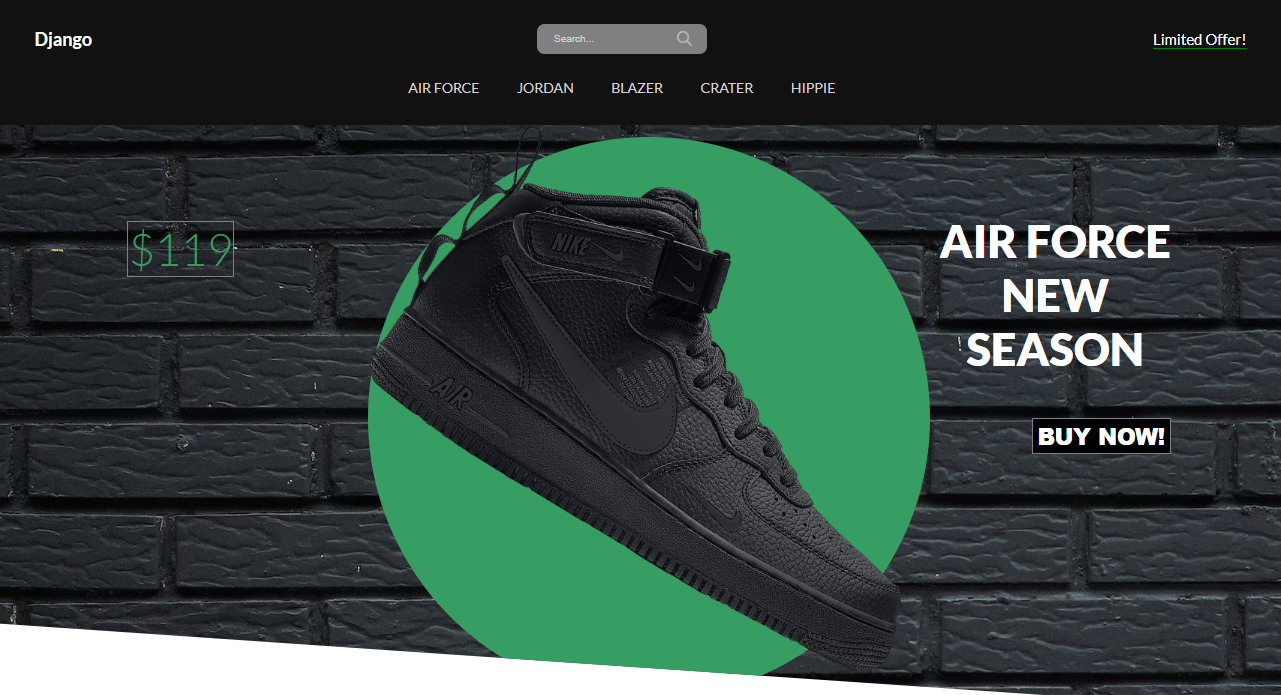 Django
Search...
Limited Offer!
AIR FORCE
JORDAN
BLAZER
CRATER
HIPPIE
$119
AIR FORCE
NEW
SEASON
BUY NOW!
NIKE
AIR